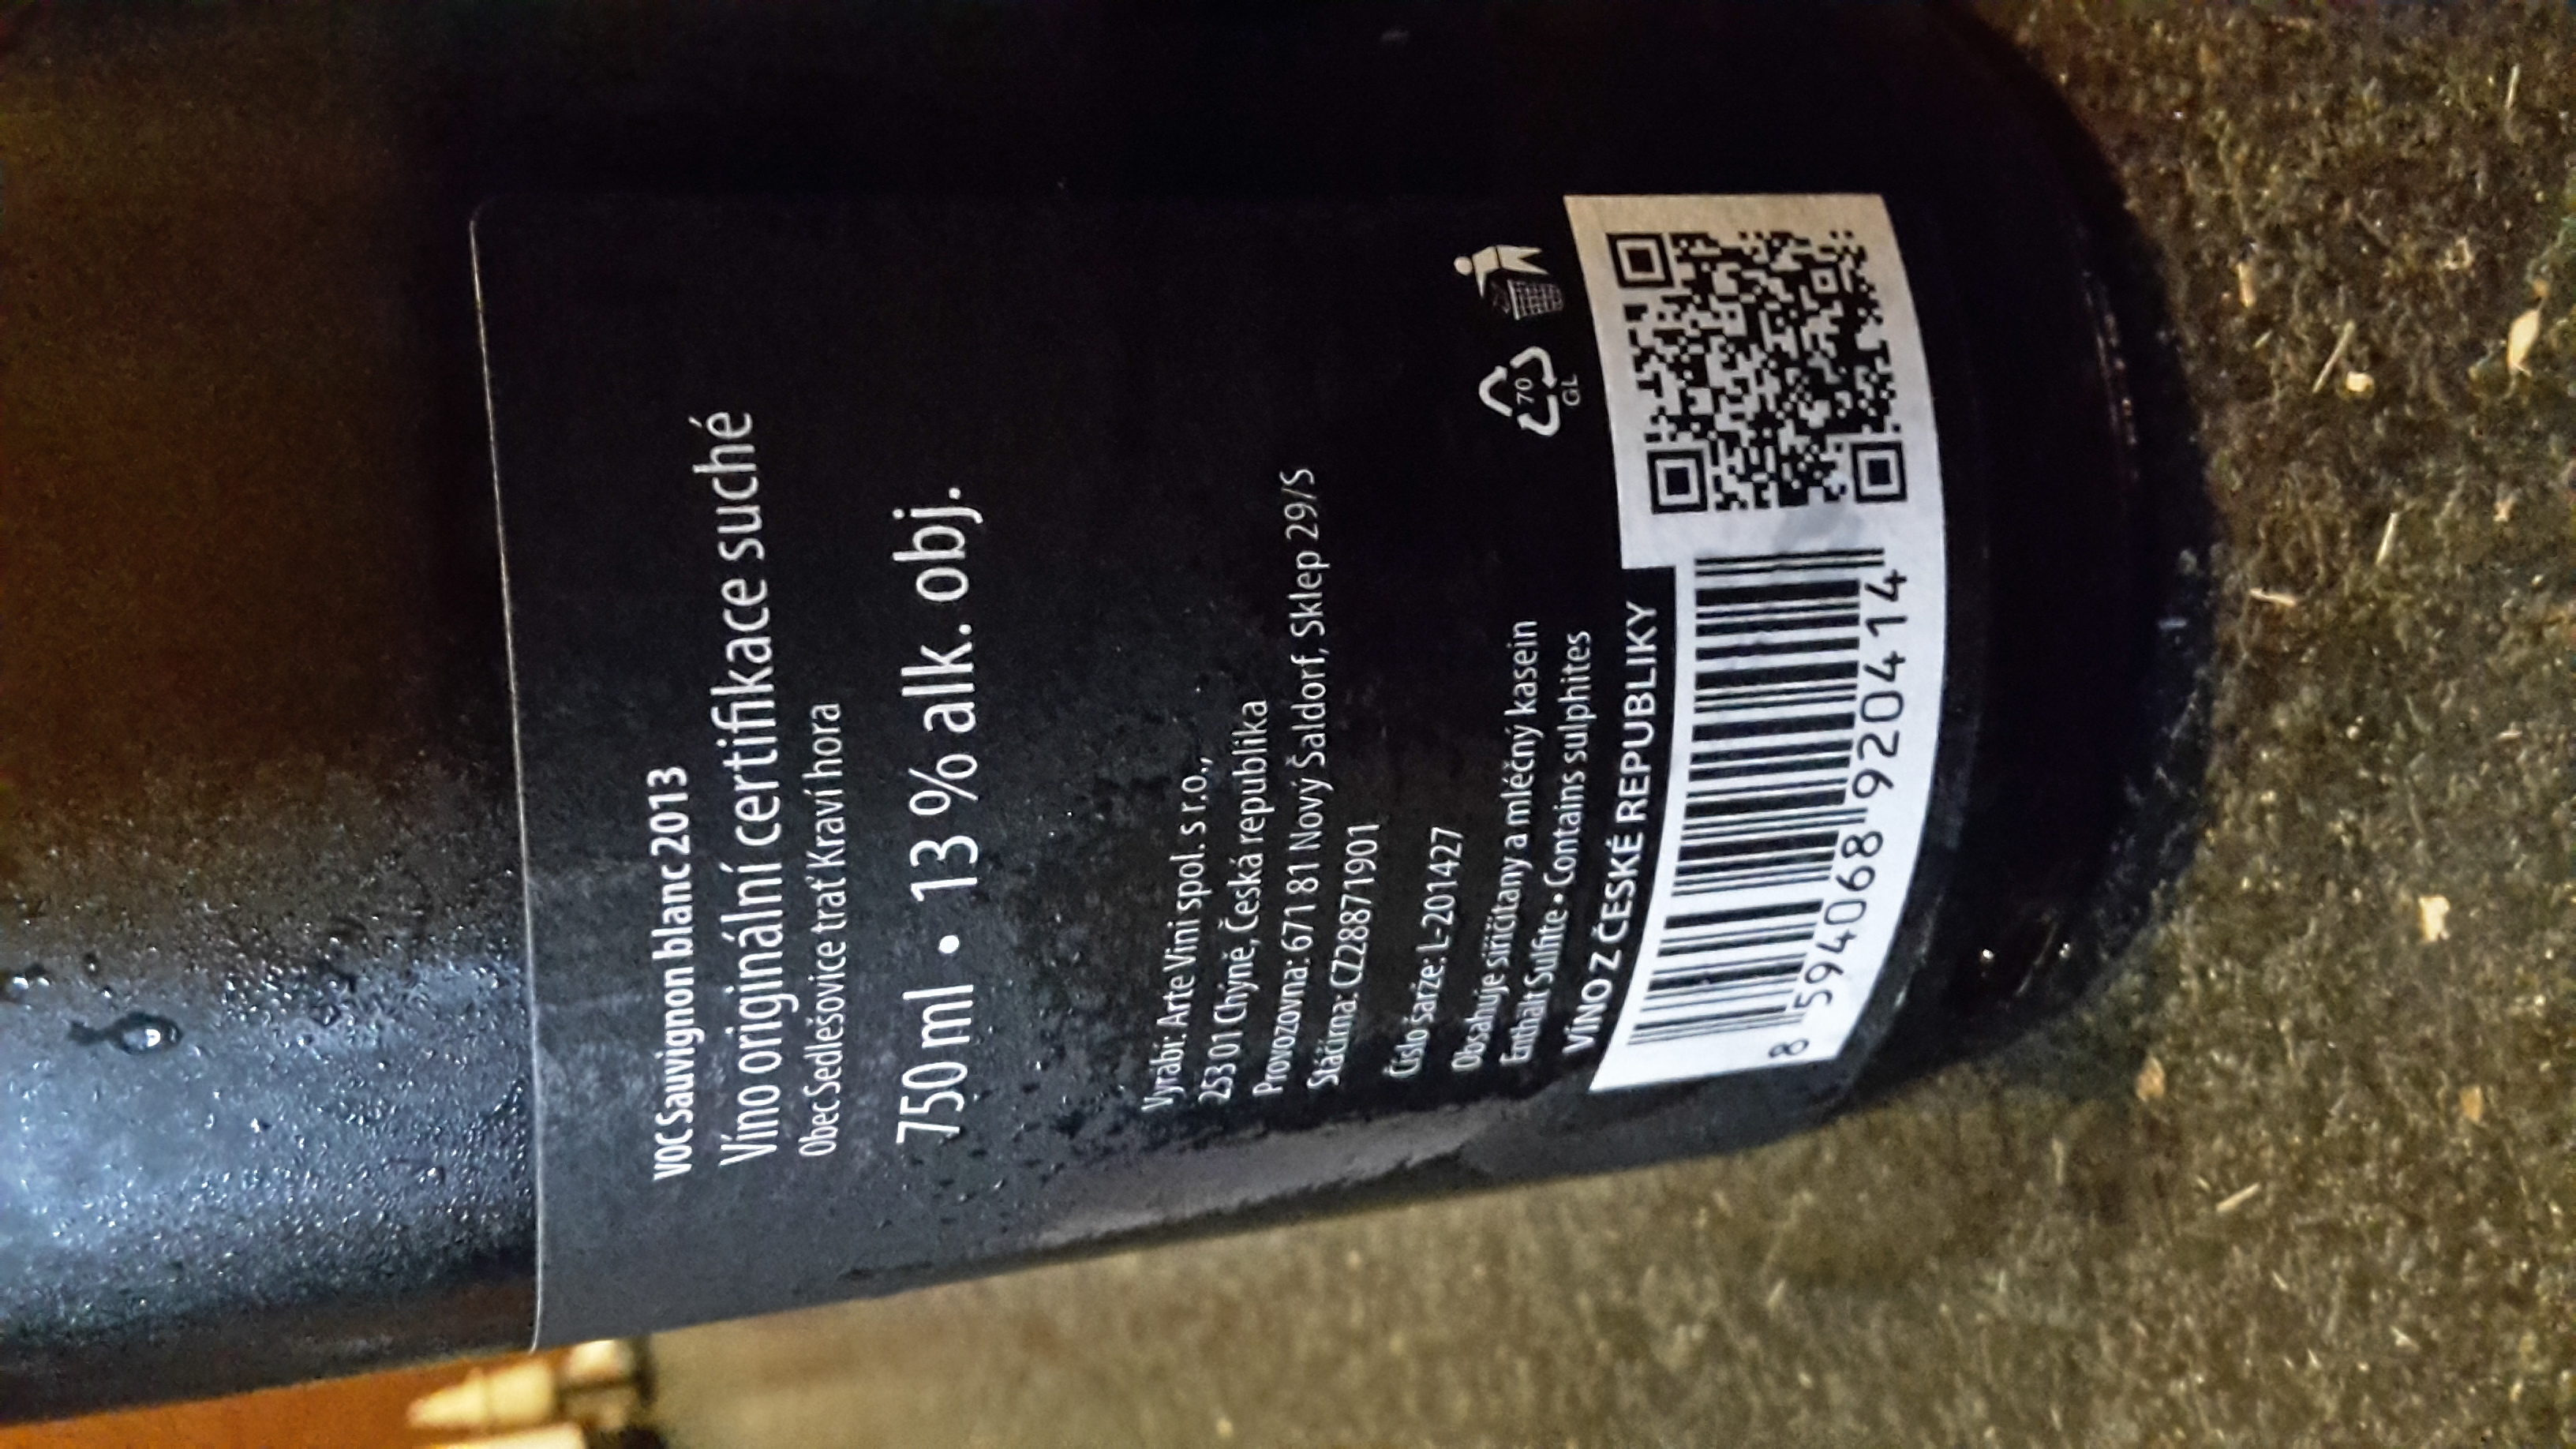 VOC Sauvignon blanc 2013
Víno originální certifikace suché
Obec Sedlešovice trať Kraví hora
750 ml • 13 % alk. obj.
Vyrábí: Arte Vini spol. s r.o.,
253 01 Chýně, Česká republika
Provozovna: 671 81 Nový Šaldorf, Sklep 29/S
Stáčírna: CZ28871901
Číslo šarže: L-201427
Obsahuje siřičitany a mléčný kasein
Enthält Sulfite • Contains sulphites
VÍNO Z ČESKÉ REPUBLIKY
70
GL
8 594068 920414